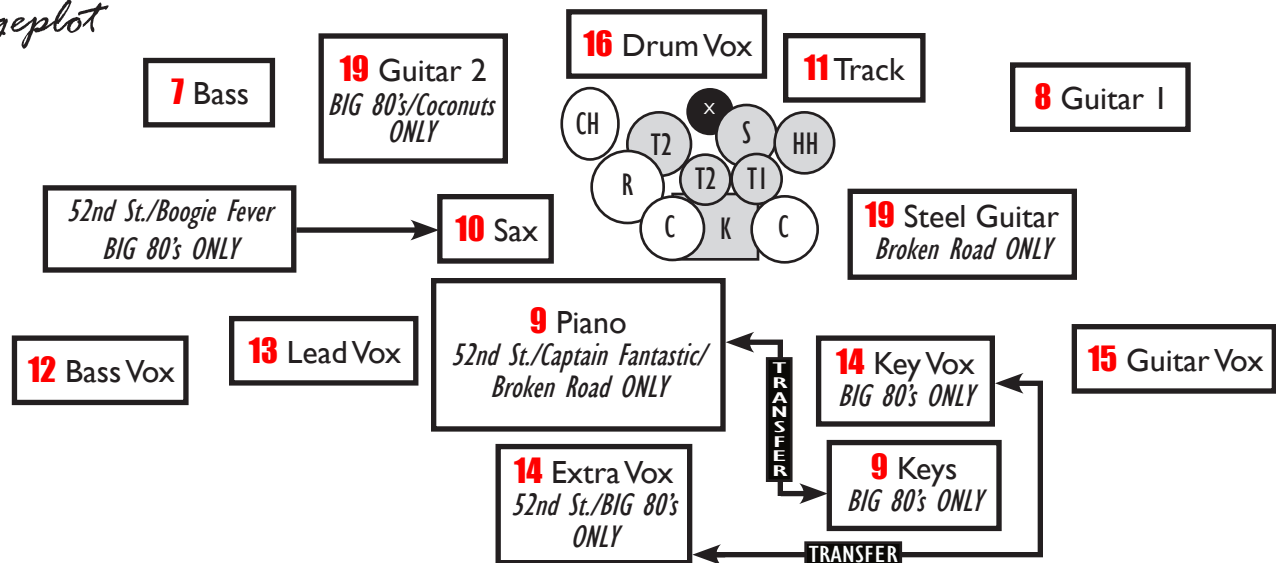 geplot
16 Drum Vox
7 Bass
19 Guitar 2
BIG 80's/Coconuts
ONLY
11 Track
8 Guitar 1
X
CH
T2
S
HH
R
T2
T1
C
K
C
52nd St./Boogie Fever
BIG 80's ONLY
10 Sax
19 Steel Guitar
Broken Road ONLY
12 Bass Vox
13 Lead Vox
9 Piano
52nd St./Captain Fantastic/
Broken Road ONLY
TRANSFER
14 Key Vox
BIG 80's ONLY
15 Guitar Vox
14 Extra Vox
52nd St./BIG 80's
ONLY
9 Keys
BIG 80's ONLY
TRANSFER